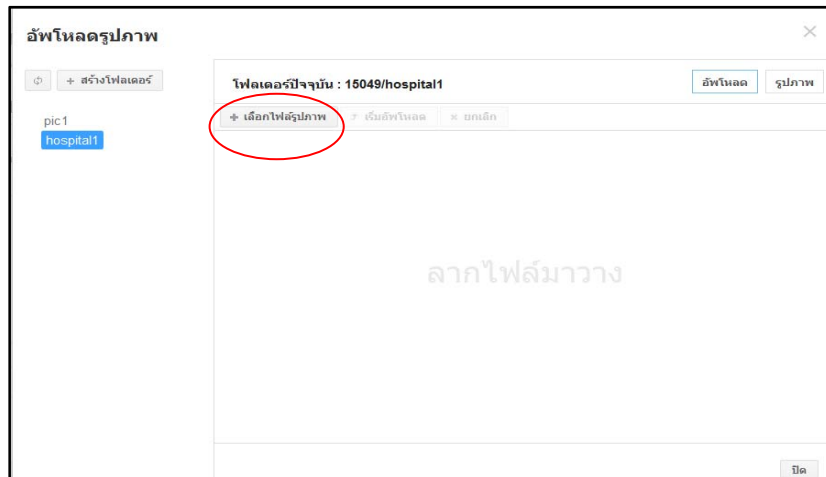 อัพโหลดรูปภาพ
×
+ สร้างโฟลเดอร์
โฟลเดอร์ปัจจุบัน : 15049/hospital1
อัพโหลด
รูปภาพ
pic1
hospital1
+ เลือกไฟล์รูปภาพ
เริ่มอัพโหลด
× ยกเลิก
ลากไฟล์มาวาง
ปิด